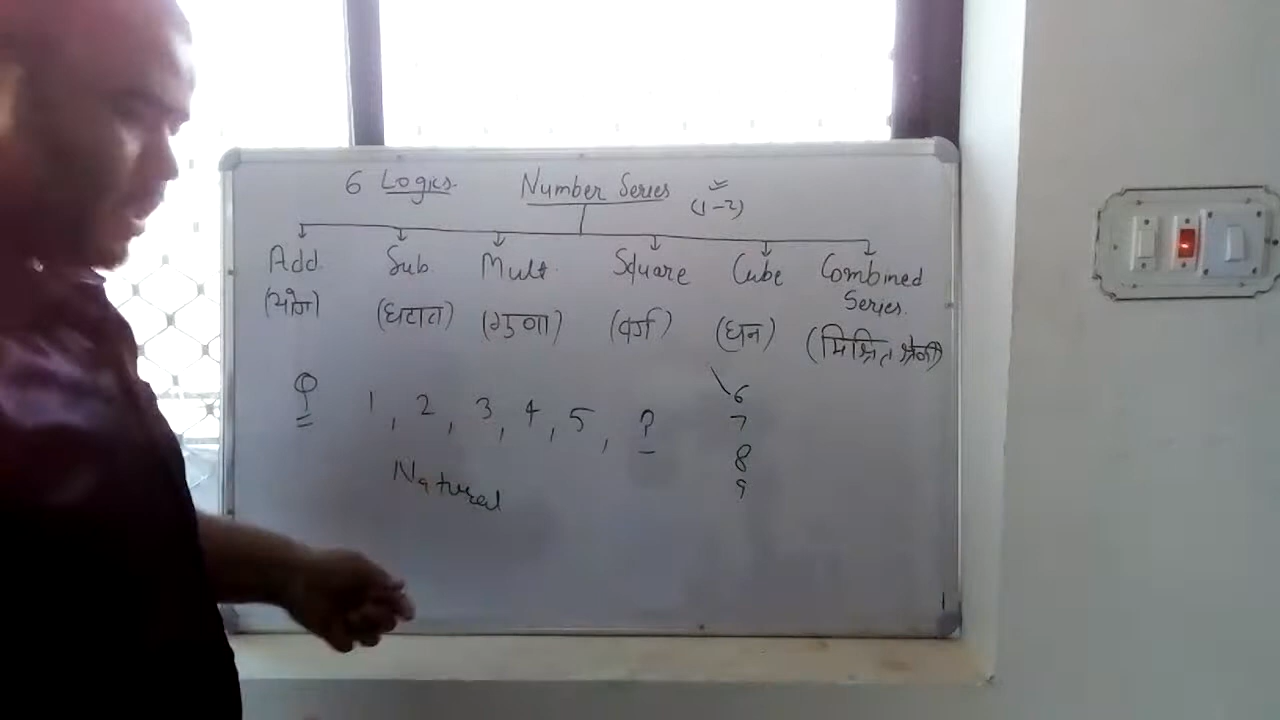 6 Logics Number Series (1-2)
Add Sub. Mult. Square Cube Combined Series.
(योग) (घटाव) (गुणा) (वर्ग) (घन) (मिश्रित श्रेणी)
Q 1, 2, 3, 4, 5, ?
Natural
6
7
8
9